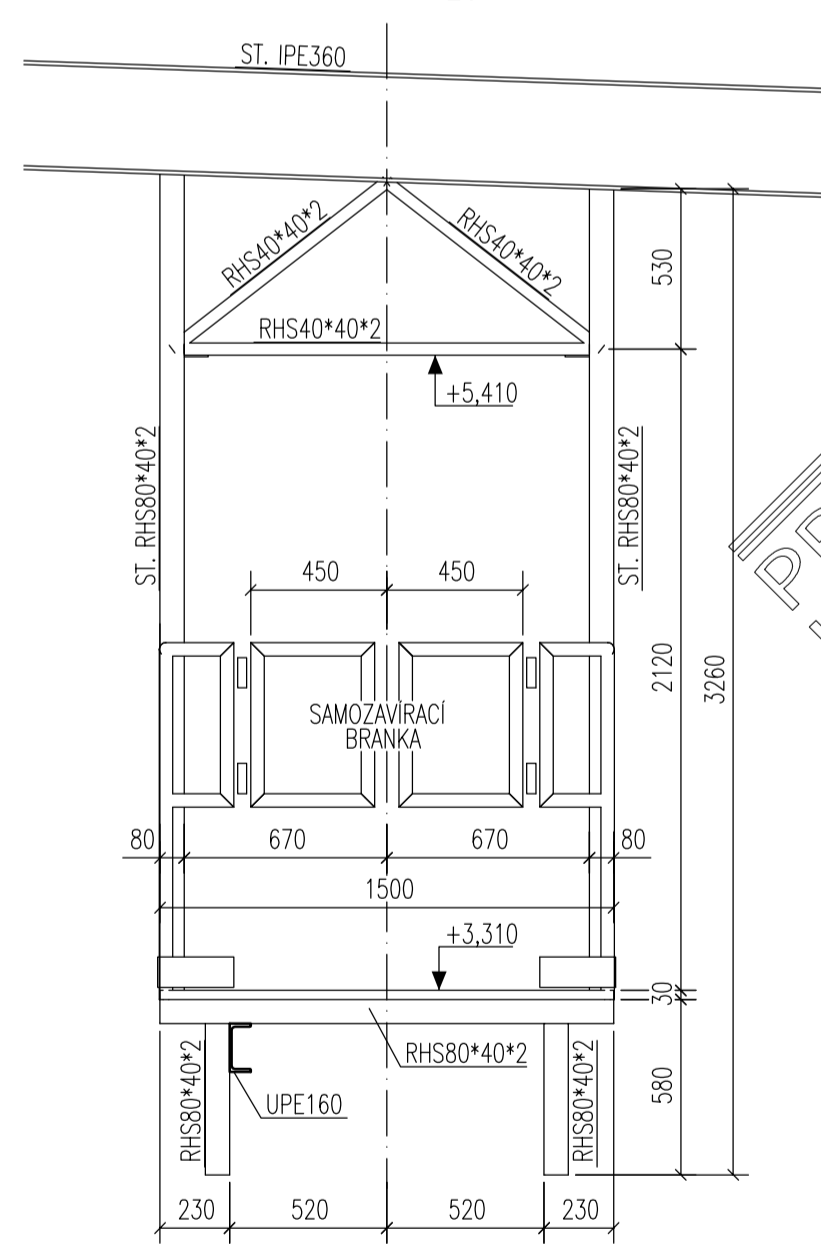 ST. IPE360
RHS40*40*2
RHS40*40*2
RHS40*40*2
530
+5,410
ST. RHS80*40*2
ST. RHS80*40*2
450
450
2120
3260
SAMOZAVÍRACÍ
BRANKA
80
670
670
80
1500
+3,310
30
RHS80*40*2
RHS80*40*2
RHS80*40*2
580
UPE160
230
520
520
230